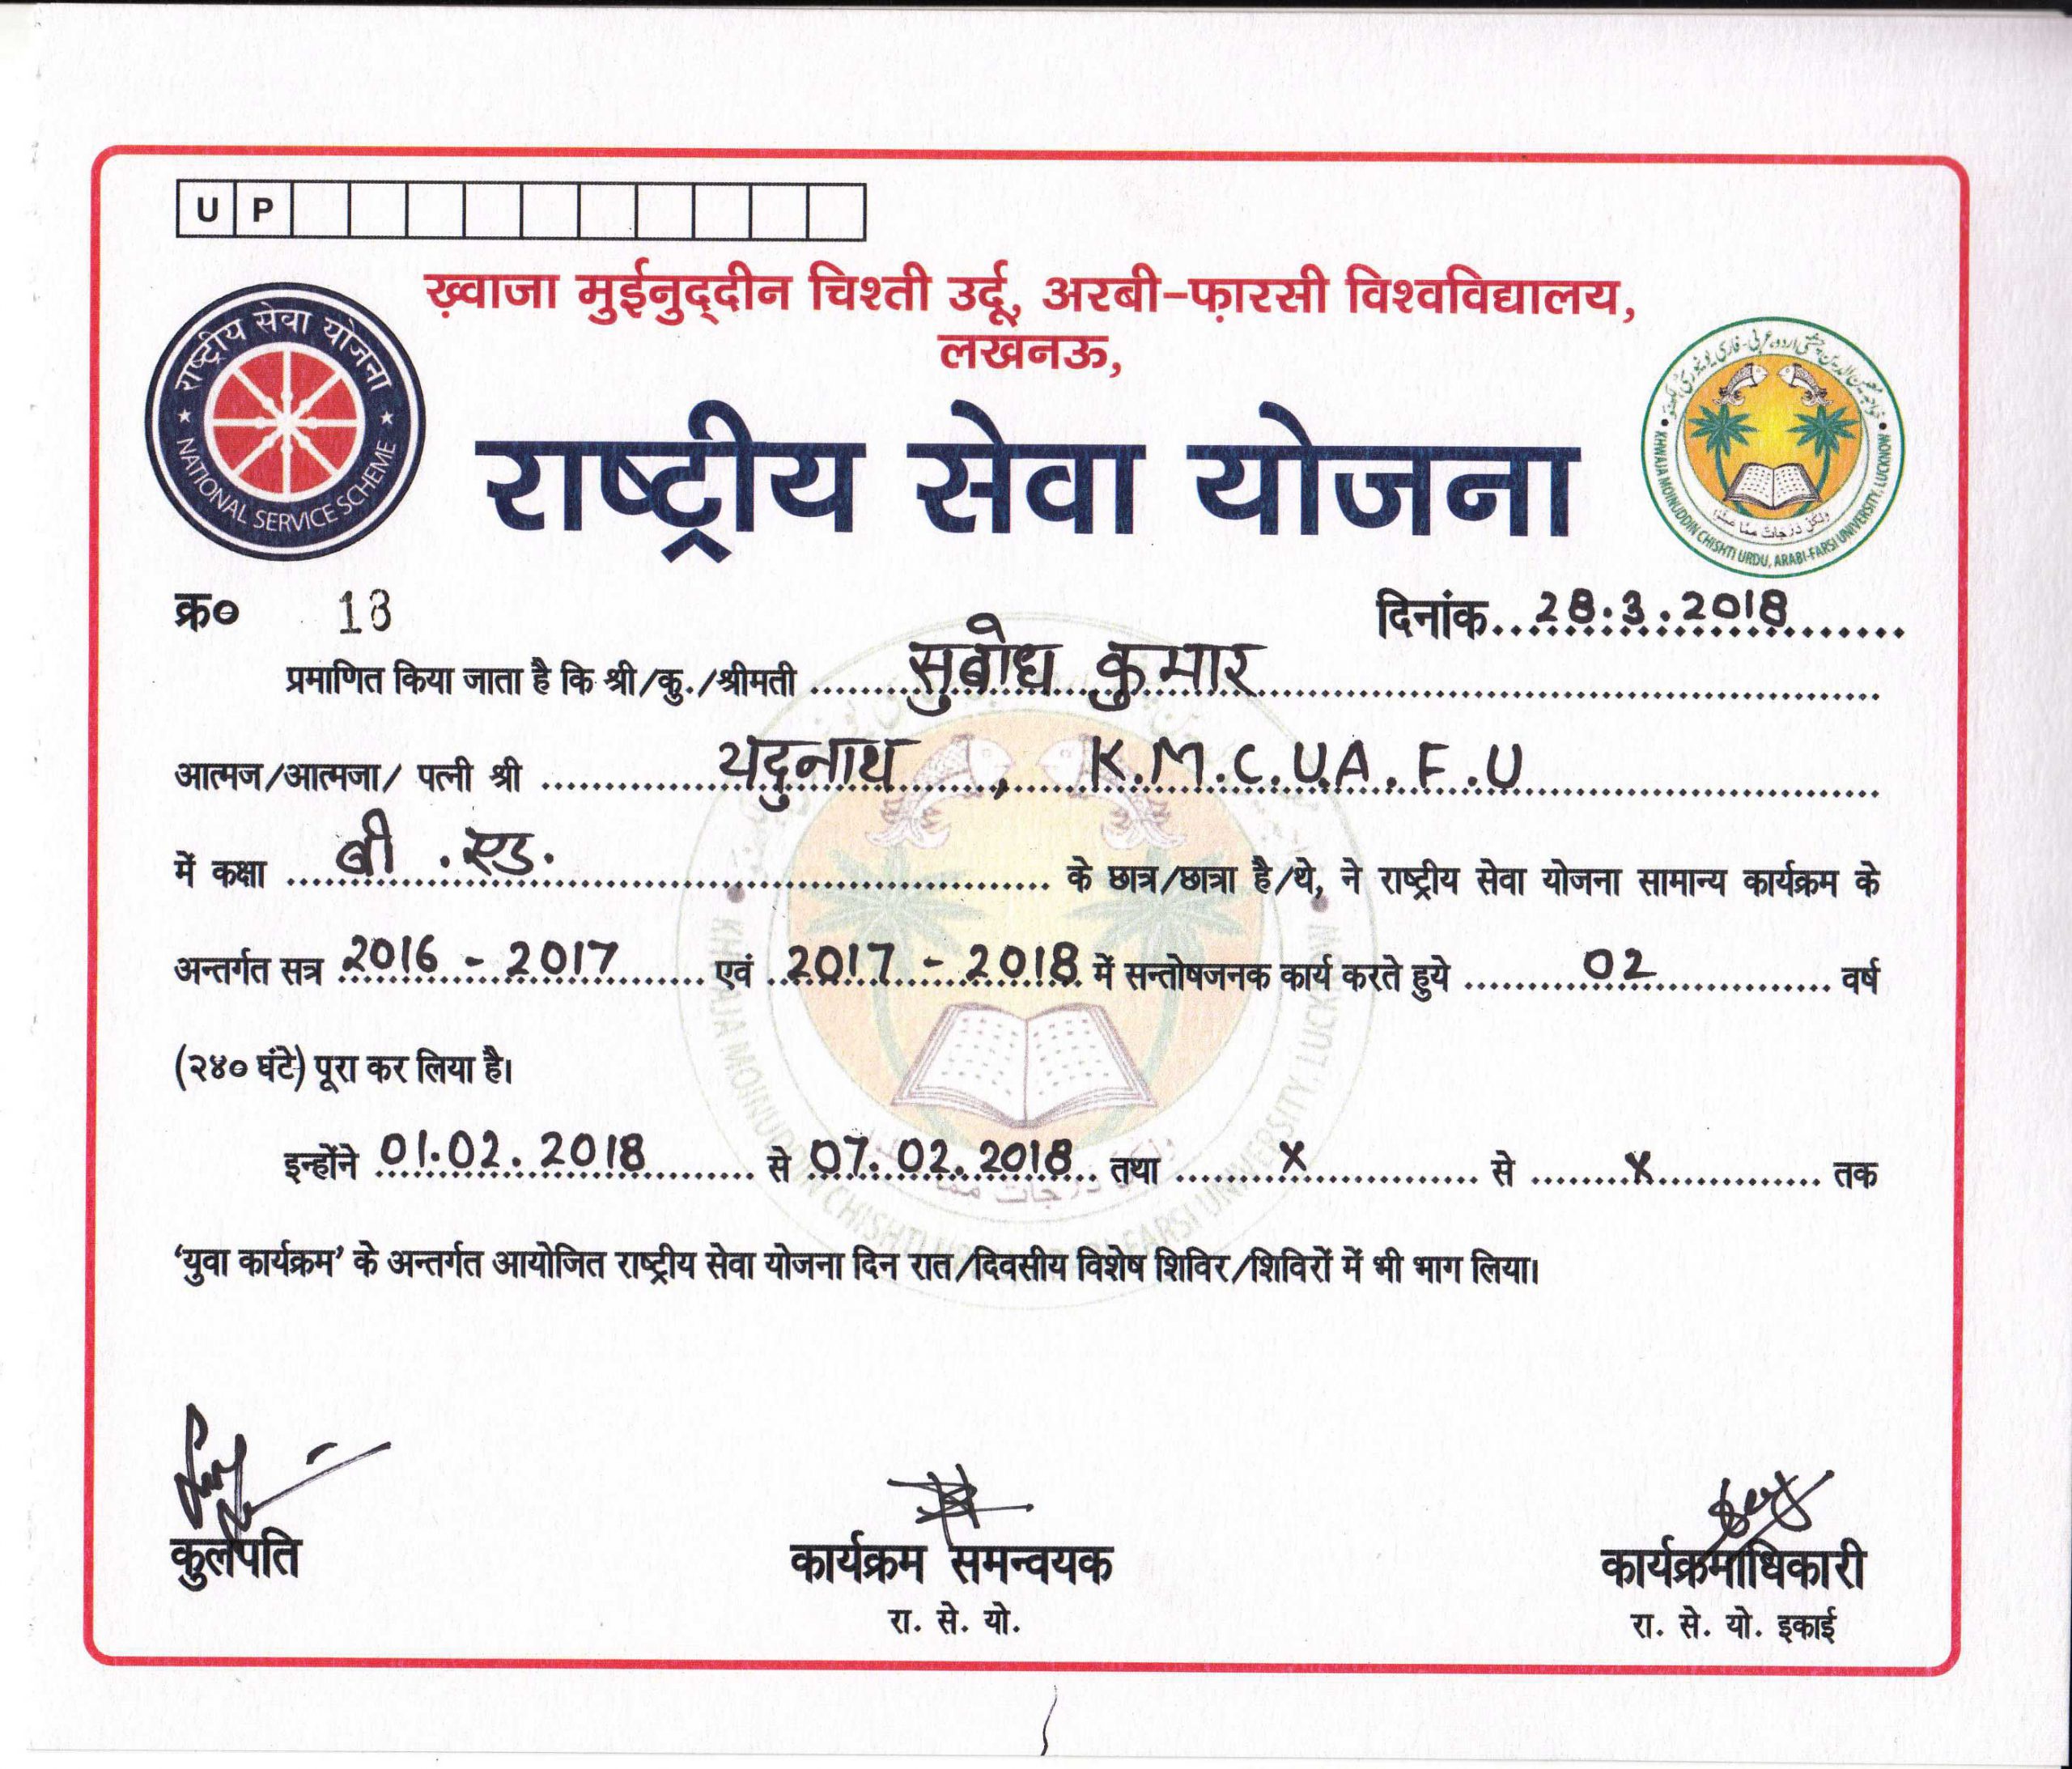 U P
ख़्वाजा मुईनुद्दीन चिश्ती उर्दू, अरबी-फ़ारसी विश्वविद्यालय,
लखनऊ,
राष्ट्रीय सेवा योजना
NATIONAL SERVICE SCHEME
राष्ट्रीय सेवा योजना
KHWAJA MOINUDDIN CHISHTI URDU, ARABI-FARSI UNIVERSITY, LUCKNOW
क्र० 18 दिनांक 28.3.2018
प्रमाणित किया जाता है कि श्री/कु./श्रीमती सुबोध कुमार
आत्मज/आत्मजा/ पत्नी श्री यदुनाथ , K.M.C.U.A.F.U
में कक्षा बी .एड. के छात्र/छात्रा है/थे, ने राष्ट्रीय सेवा योजना सामान्य कार्यक्रम के
अन्तर्गत सत्र 2016 - 2017 एवं 2017 - 2018 में सन्तोषजनक कार्य करते हुये 02 वर्ष
(२४० घंटे) पूरा कर लिया है।
इन्होंने 01.02.2018 से 07.02.2018 तथा X से X तक
'युवा कार्यक्रम' के अन्तर्गत आयोजित राष्ट्रीय सेवा योजना दिन रात/दिवसीय विशेष शिविर/शिविरों में भी भाग लिया।
कुलपति कार्यक्रम समन्वयक कार्यक्रमाधिकारी
रा. से. यो. रा. से. यो. इकाई